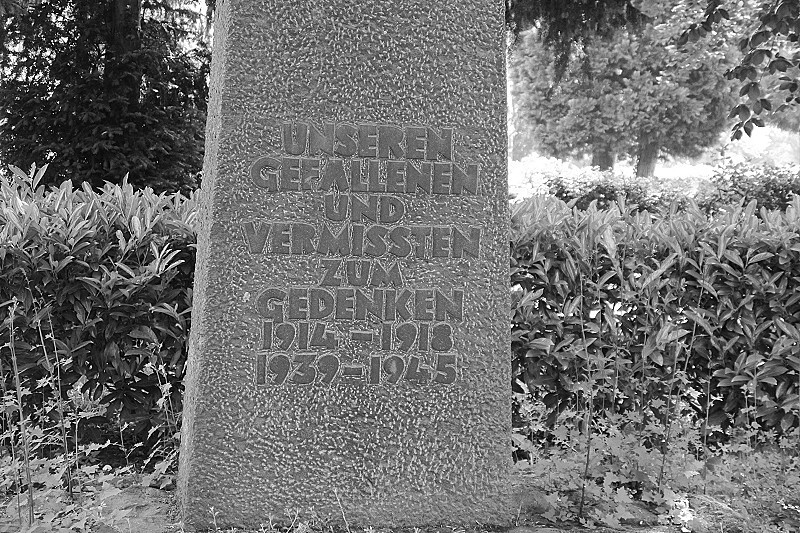 UNSEREN
GEFALLENEN
UND
VERMISSTEN
ZUM
GEDENKEN
1914 – 1918
1939 – 1945